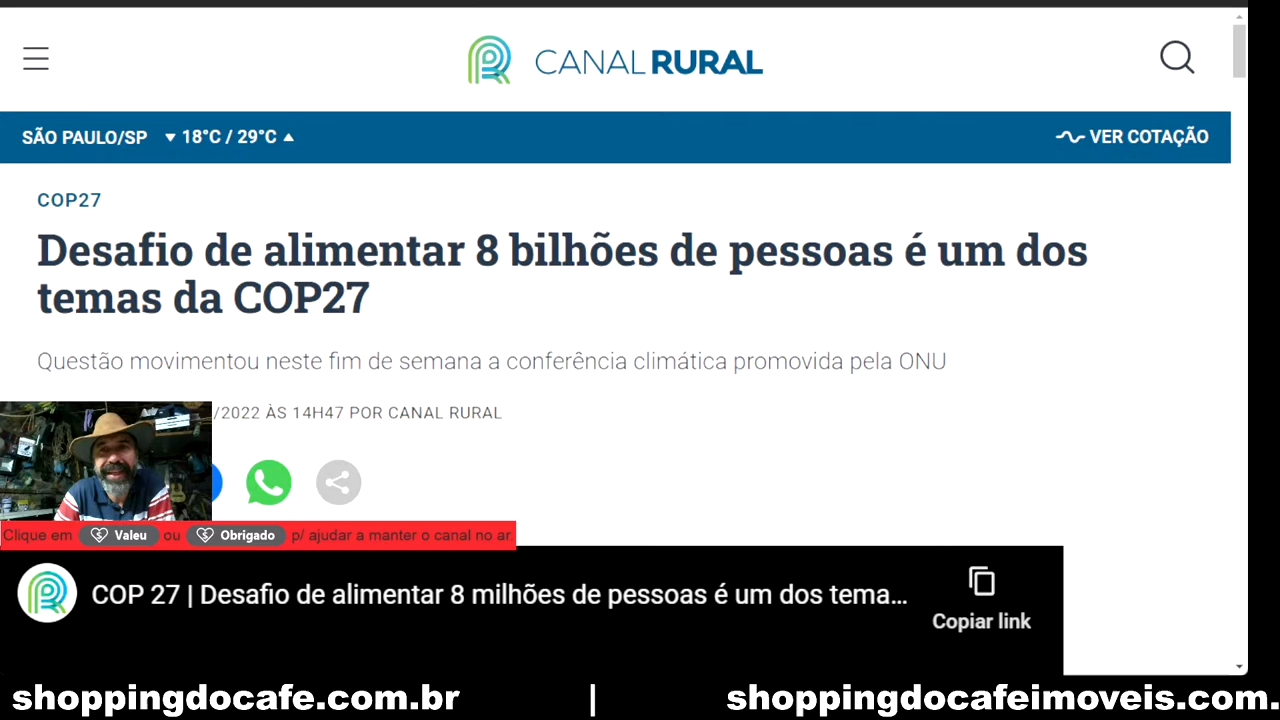 CANAL RURAL
SÃO PAULO/SP 18°C / 29°C
VER COTAÇÃO
COP27
Desafio de alimentar 8 bilhões de pessoas é um dos
temas da COP27
Questão movimentou neste fim de semana a conferência climática promovida pela ONU
/2022 ÀS 14H47 POR CANAL RURAL
Clique em Valeu ou Obrigado p/ ajudar a manter o canal no ar.
COP 27 | Desafio de alimentar 8 milhões de pessoas é um dos tema...
Copiar link
shoppingdocafe.com.br | shoppingdocafeimoveis.com.